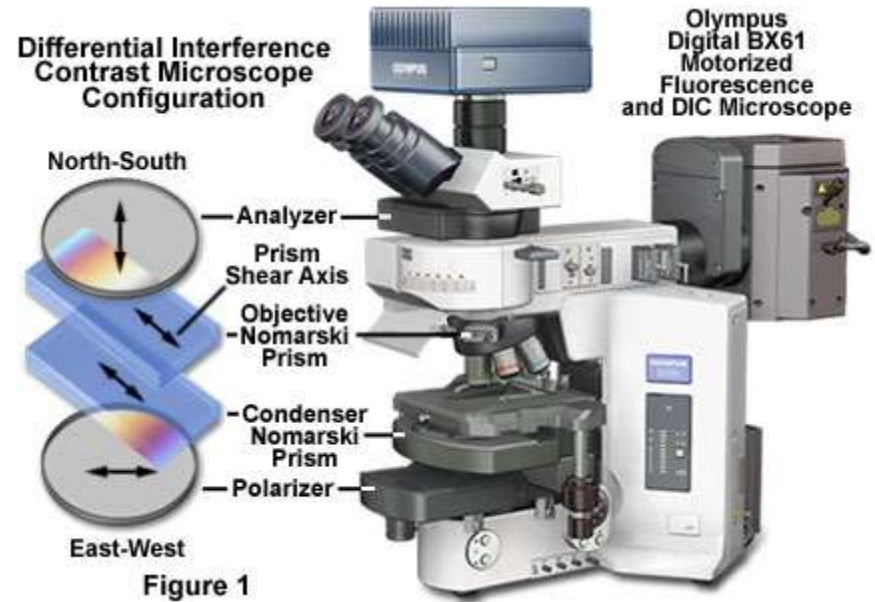 Differential Interference
Contrast Microscope
Configuration
Olympus
Digital BX61
Motorized
Fluorescence
and DIC Microscope
OLYMPUS
North-South
Analyzer
Prism
Shear Axis
Objective
Nomarski
Prism
OLYMPUS
Condenser
Nomarski
Prism
Polarizer
East-West
Figure 1